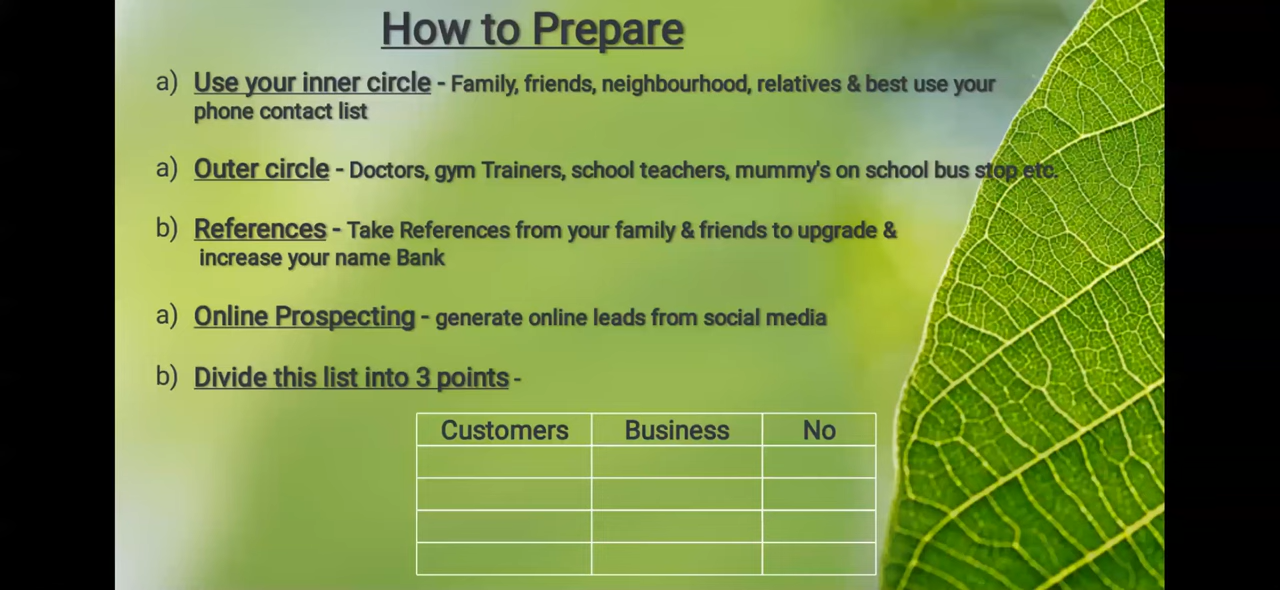 How to Prepare
a) Use your inner circle - Family, friends, neighbourhood, relatives & best use your
phone contact list
a) Outer circle - Doctors, gym Trainers, school teachers, mummy's on school bus stop etc.
b) References - Take References from your family & friends to upgrade &
increase your name Bank
a) Online Prospecting - generate online leads from social media
b) Divide this list into 3 points -
Customers Business No